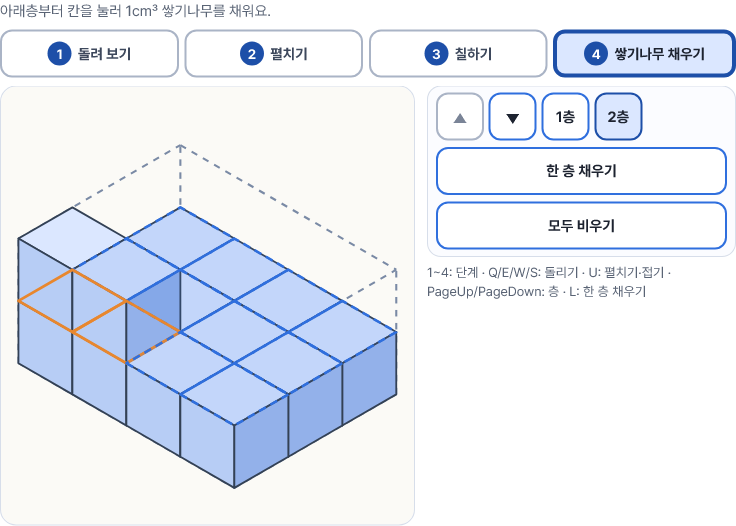 아래층부터 칸을 눌러 1cm³ 쌓기나무를 채워요.
1 돌려 보기
2 펼치기
3 칠하기
4 쌓기나무 채우기
▲ ▼ 1층 2층
한 층 채우기
모두 비우기
1~4: 단계 · Q/E/W/S: 돌리기 · U: 펼치기·접기 ·
PageUp/PageDown: 층 · L: 한 층 채우기